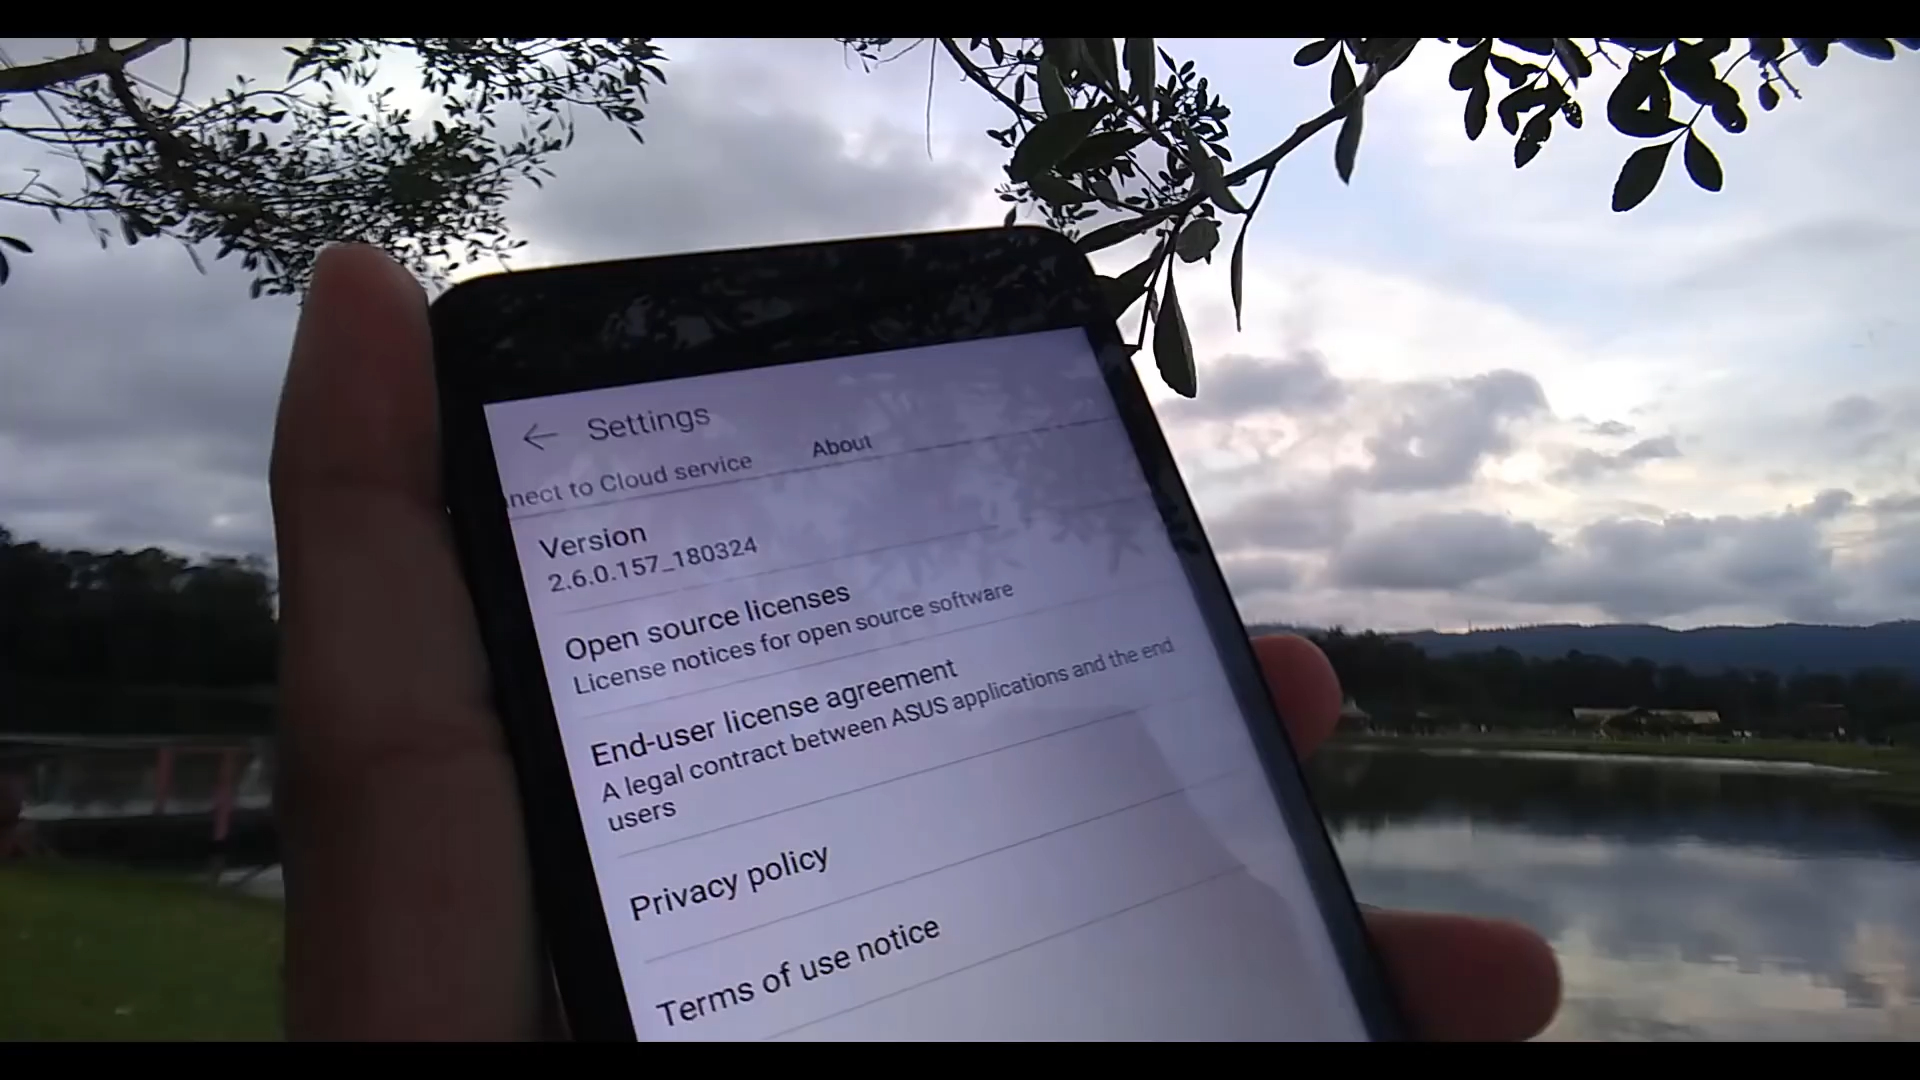 Settings
nect to Cloud service About
Version
2.6.0.157_180324
Open source licenses
License notices for open source software
End-user license agreement
A legal contract between ASUS applications and the end
users
Privacy policy
Terms of use notice